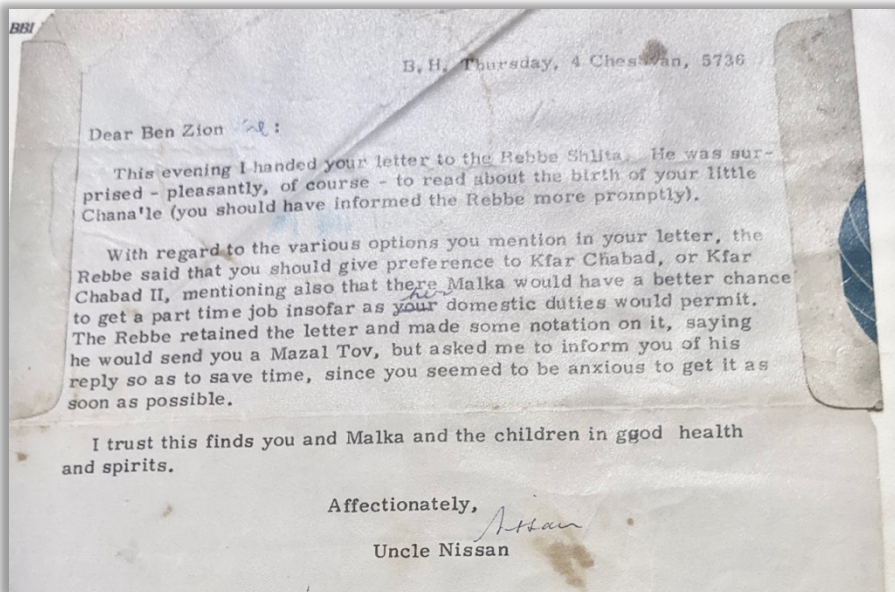 BBI
B.H. Thursday, 4 Cheshvan, 5736
Dear Ben Zion :
This evening I handed your letter to the Rebbe Shlita. He was sur-
prised - pleasantly, of course - to read about the birth of your little
Chana'le (you should have informed the Rebbe more promptly).
With regard to the various options you mention in your letter, the
Rebbe said that you should give preference to Kfar Chabad, or Kfar
Chabad II, mentioning also that there Malka would have a better chance
her
to get a part time job insofar as your domestic duties would permit.
The Rebbe retained the letter and made some notation on it, saying
he would send you a Mazal Tov, but asked me to inform you of his
reply so as to save time, since you seemed to be anxious to get it as
soon as possible.
I trust this finds you and Malka and the children in ggod health
and spirits.
Affectionately,
Nissan
Uncle Nissan